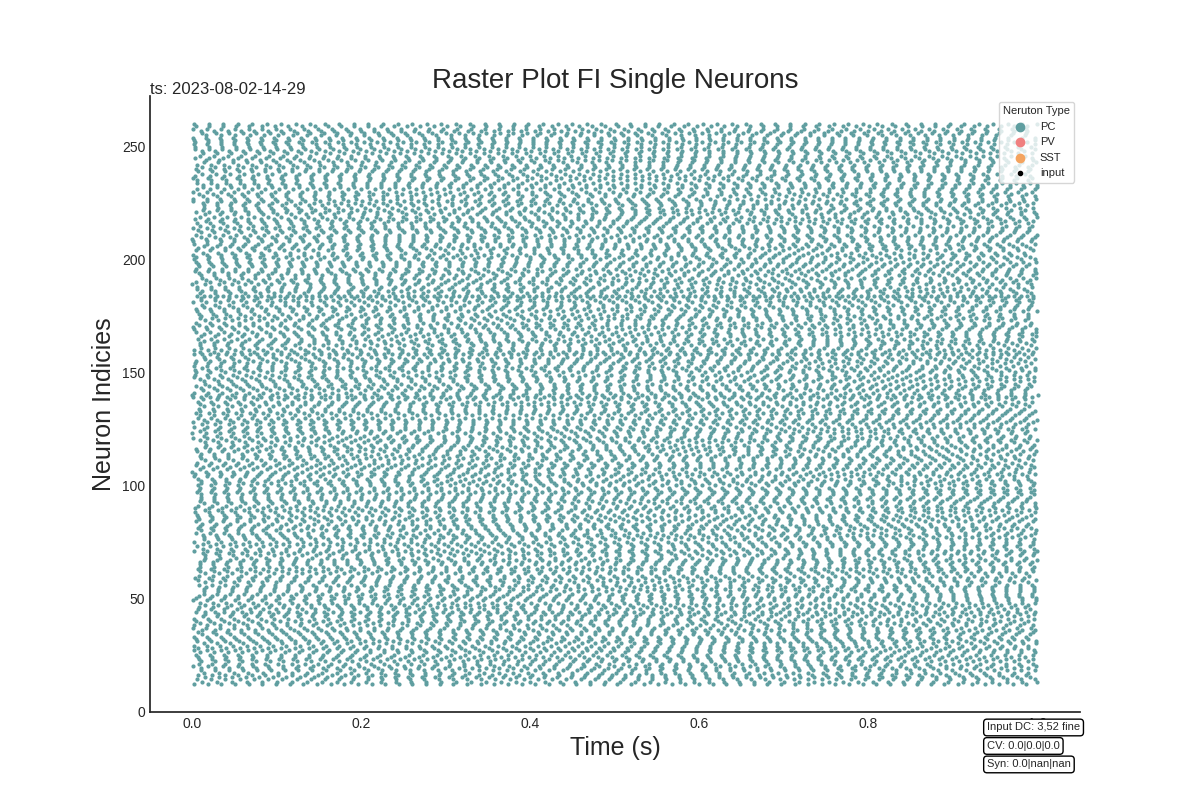 Raster Plot FI Single Neurons
ts: 2023-08-02-14-29
Neruton Type
PC
PV
SST
input
Neuron Indicies
250
200
150
100
50
0
0.0 0.2 0.4 0.6 0.8
Time (s)
Input DC: 3,52 fine
CV: 0.0|0.0|0.0
Syn: 0.0|nan|nan